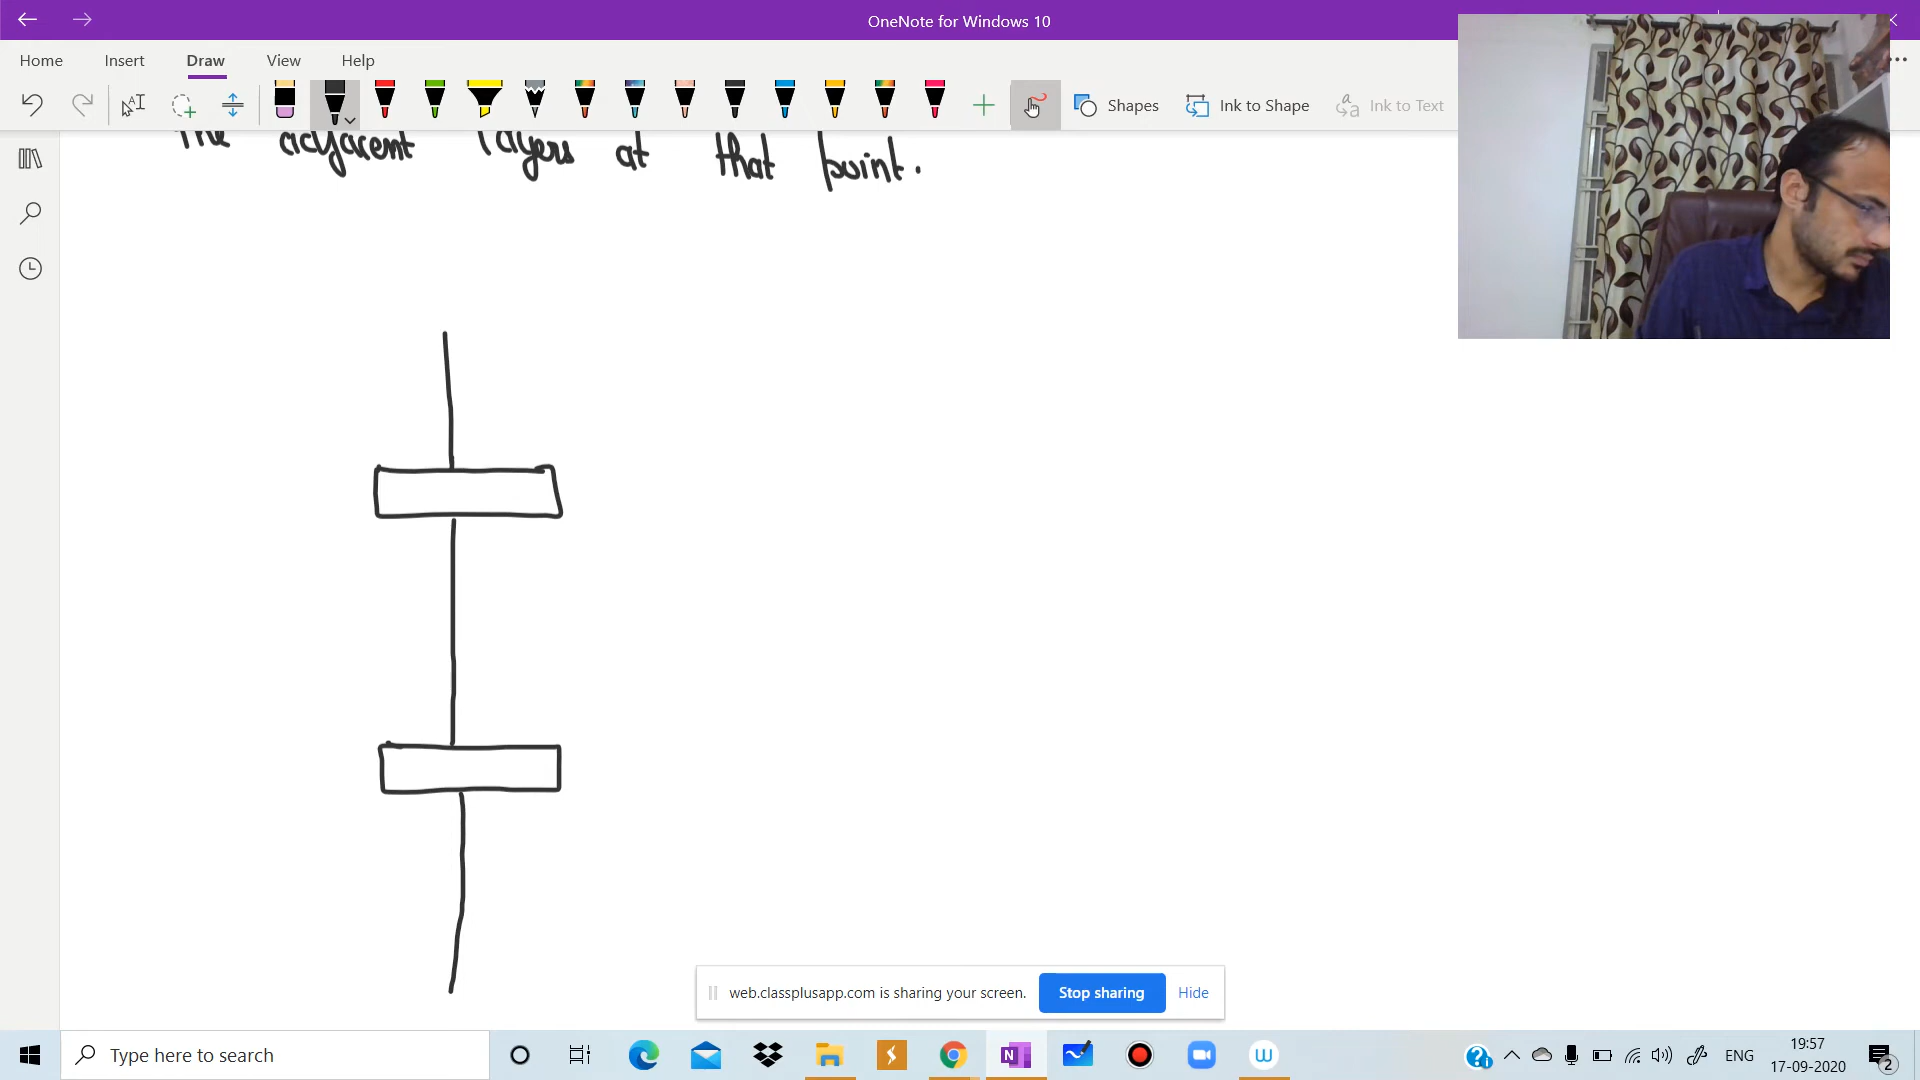 OneNote for Windows 10
Home Insert Draw View Help
Shapes Ink to Shape Ink to Text
The adjacent layers at that point.
web.classplusapp.com is sharing your screen. Stop sharing Hide
Type here to search
ENG
19:57
17-09-2020
2